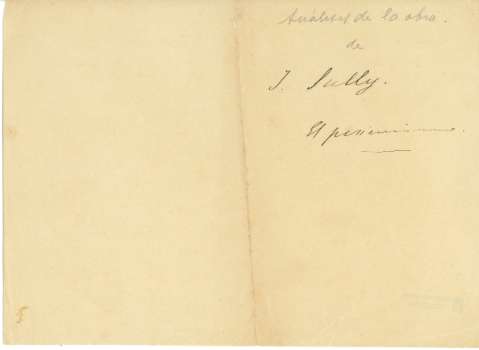 Análisis de la obra.
de
J. Sully.
El pesimismo.